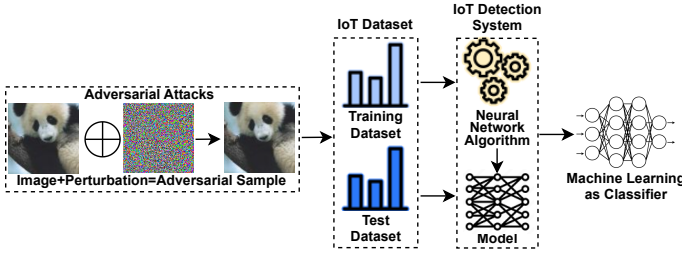 Adversarial Attacks
Image+Perturbation=Adversarial Sample
IoT Dataset
Training
Dataset
Test
Dataset
IoT Detection
System
Neural
Network
Algorithm
Model
Machine Learning
as Classifier